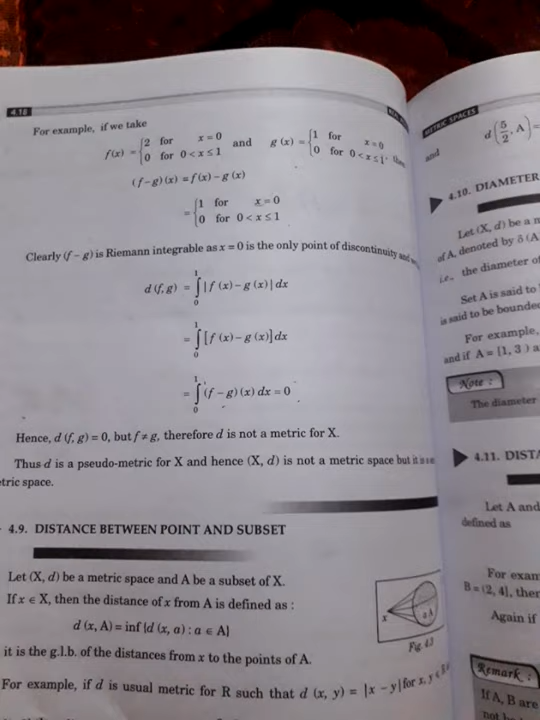 4.18
For example, if we take
f(x) = {2 for x = 0
0 for 0 < x ≤ 1 and g (x) = {1 for x = 0
0 for 0 < x ≤ 1, then
(f – g) (x) = f (x) – g (x)
= {1 for x = 0
0 for 0 < x ≤ 1
Clearly (f – g) is Riemann integrable as x = 0 is the only point of discontinuity and
d (f, g) = ∫₀¹ |f (x) – g (x)| dx
= ∫₀¹ [f (x) – g (x)] dx
= ∫₀¹ (f – g) (x) dx = 0
Hence, d (f, g) = 0, but f ≠ g, therefore d is not a metric for X.
Thus d is a pseudo-metric for X and hence (X, d) is not a metric space but it is a
tric space.
4.9. DISTANCE BETWEEN POINT AND SUBSET
Let (X, d) be a metric space and A be a subset of X.
If x ∈ X, then the distance of x from A is defined as :
d (x, A) = inf {d (x, a) : a ∈ A}
x a A
Fig. 4.3
it is the g.l.b. of the distances from x to the points of A.
For example, if d is usual metric for R such that d (x, y) = |x – y| for x, y ∈ R
METRIC SPACES
and
d (5/2, A) =
4.10. DIAMETER
Let (X, d) be a
of A, denoted by δ (A
i.e., the diameter of
Set A is said to
is said to be bounded
For example,
and if A = [1, 3) a
Note :
The diameter
4.11. DISTA
Let A and
defined as
For exam
B = (2, 4], then
Again if
Remark :
If A, B are